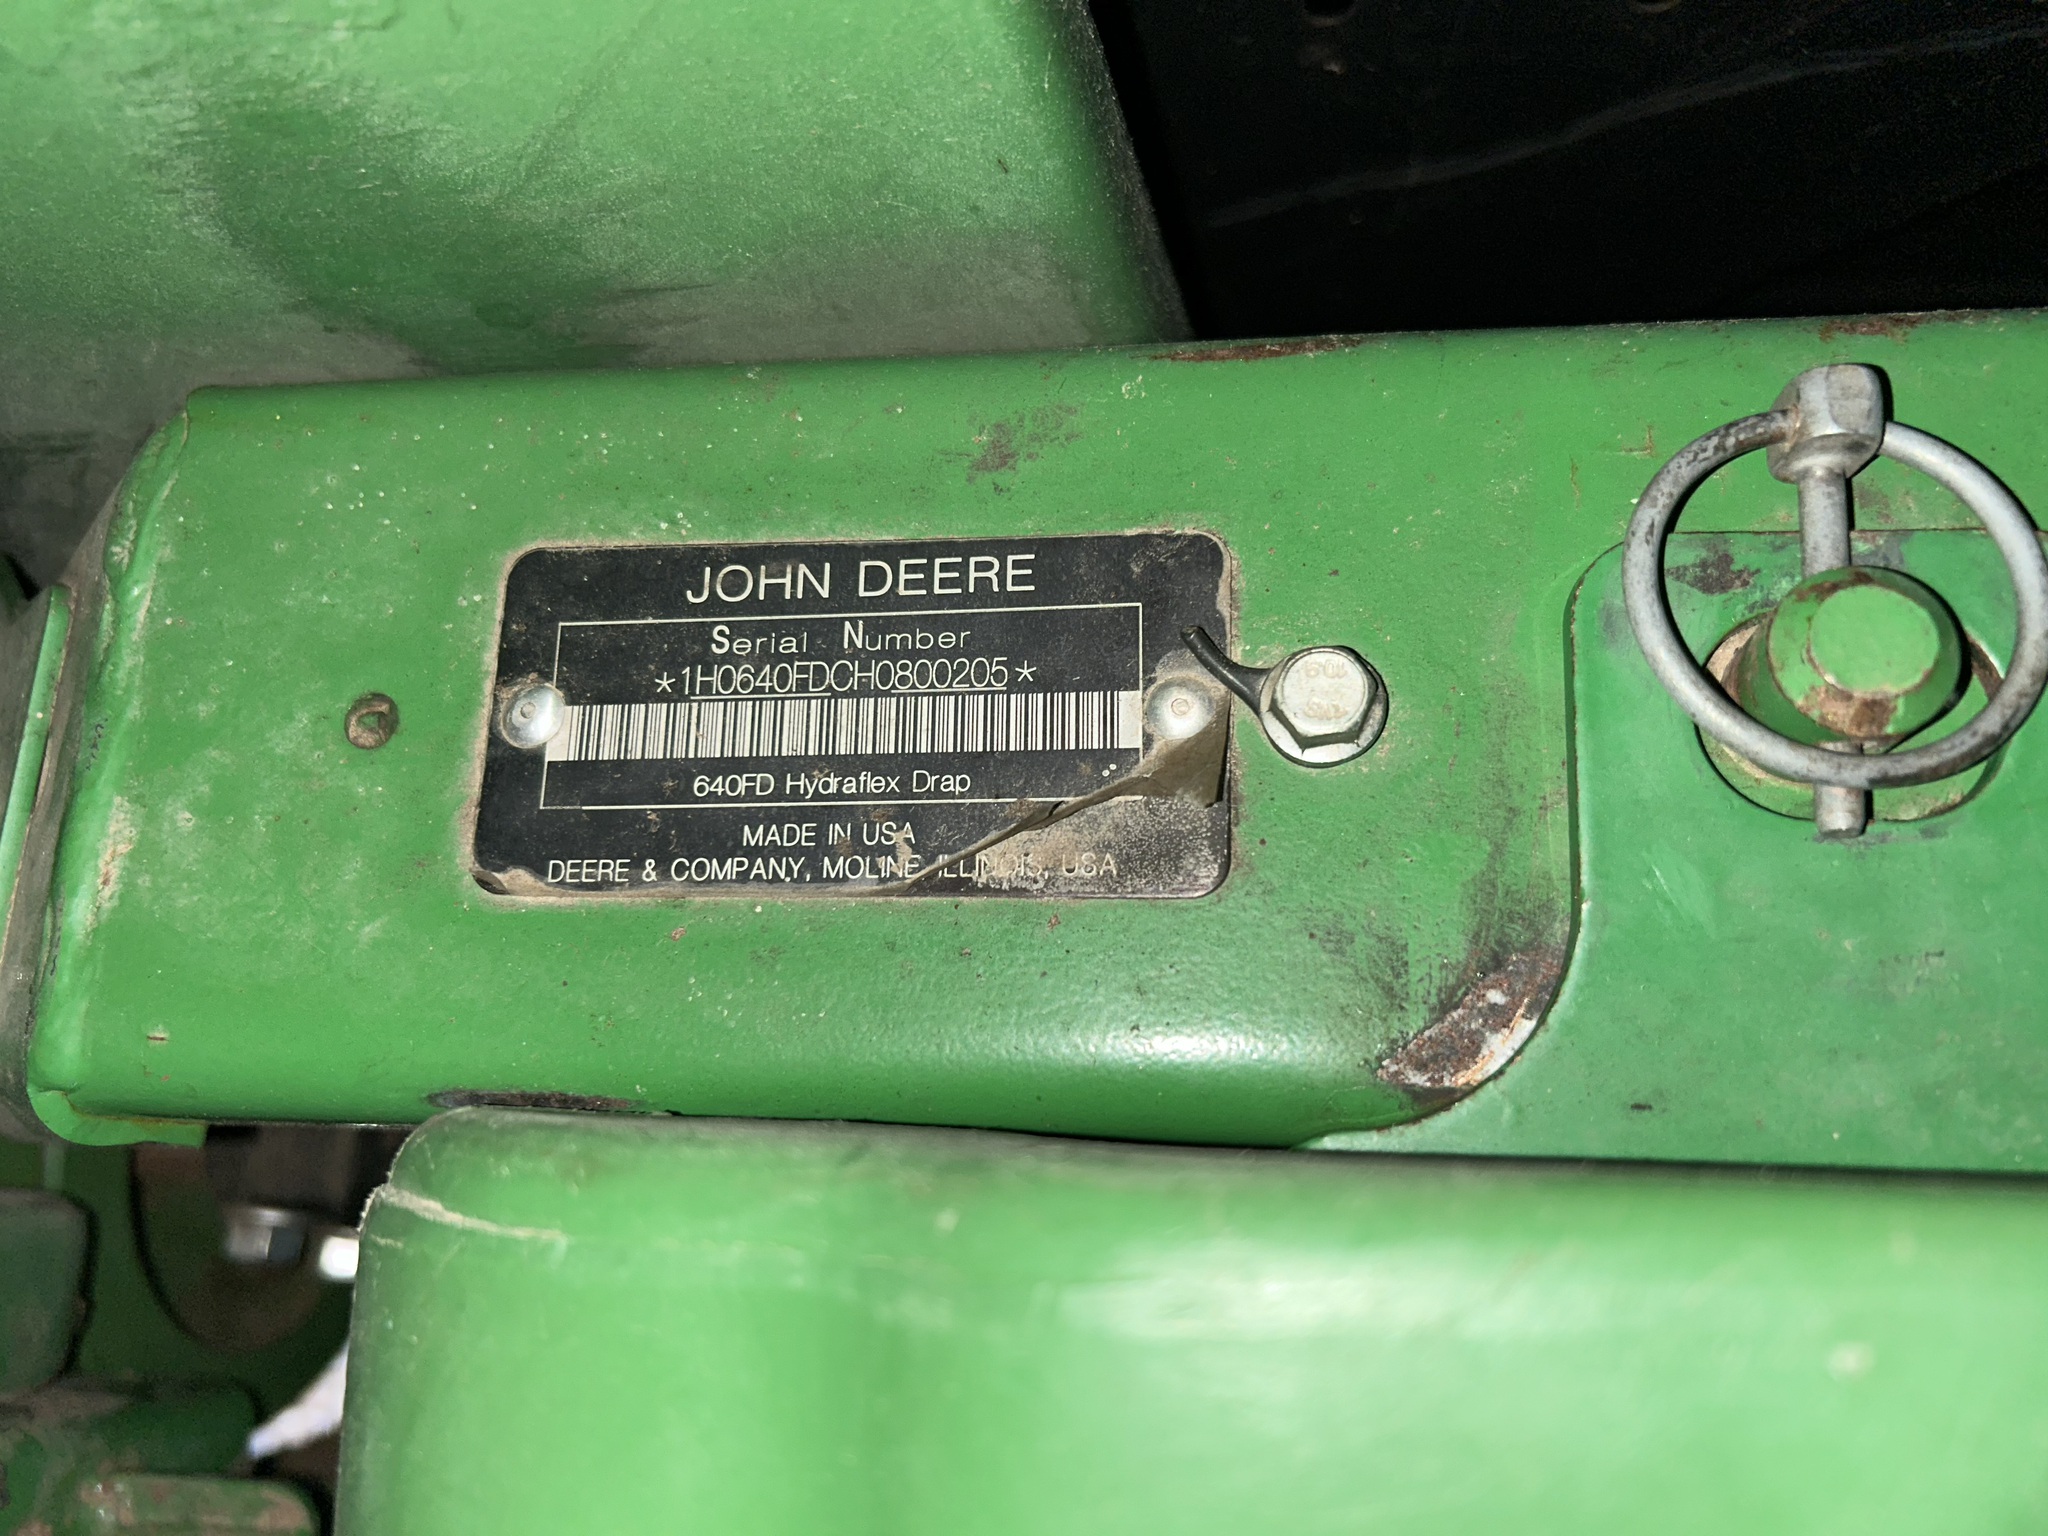 JOHN DEERE
Serial Number
*1H0640FDCH0800205*
640FD Hydraflex Drap
MADE IN USA
DEERE & COMPANY, MOLINE ILLINOIS, USA